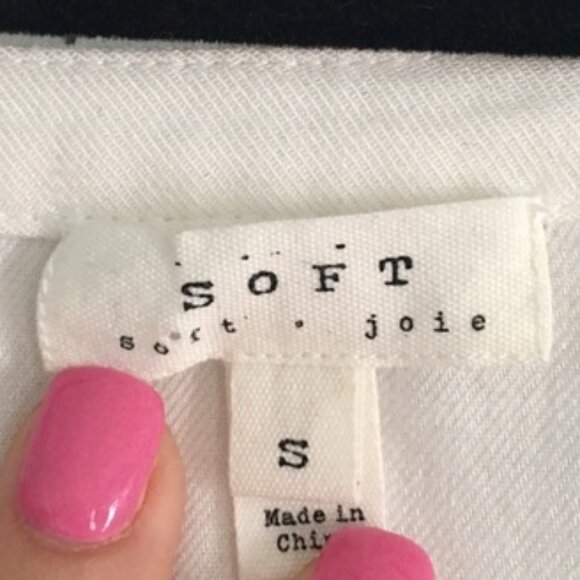 SOFT
soft . joie
S
Made in